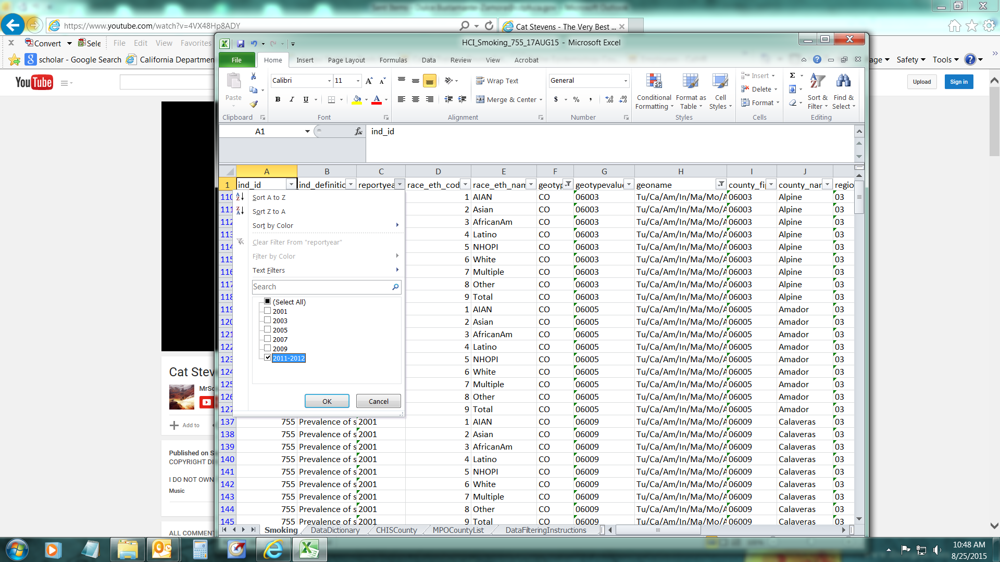 https://www.youtube.com/watch?v=4VX48Hp8ADY
Cat Stevens - The Very Best ...
Convert
Sele
File Edit View Favorites
scholar - Google Search
California Departmen
age Safety Tools
YouTube
Upload
Sign in
HCI_Smoking_755_17AUG15 - Microsoft Excel
File Home Insert Page Layout Formulas Data Review View Acrobat
Paste
Clipboard
Calibri 11
B I U A
Font
Wrap Text
Merge & Center
Alignment
General
$ % ,
Number
Conditional Formatting
Format as Table
Cell Styles
Styles
Insert
Delete
Format
Cells
Σ
Sort & Filter
Find & Select
Editing
A1 fx ind_id
A B C D E F G H I J
1 ind_id ind_definitic reportyea race_eth_cod race_eth_nam geotyp geotypevalue geoname county_fi county_nar regio
110 1 AIAN CO 06003 Tu/Ca/Am/In/Ma/Mo/A 06003 Alpine 03
111 2 Asian CO 06003 Tu/Ca/Am/In/Ma/Mo/A 06003 Alpine 03
112 3 AfricanAm CO 06003 Tu/Ca/Am/In/Ma/Mo/A 06003 Alpine 03
113 4 Latino CO 06003 Tu/Ca/Am/In/Ma/Mo/A 06003 Alpine 03
114 5 NHOPI CO 06003 Tu/Ca/Am/In/Ma/Mo/A 06003 Alpine 03
115 6 White CO 06003 Tu/Ca/Am/In/Ma/Mo/A 06003 Alpine 03
116 7 Multiple CO 06003 Tu/Ca/Am/In/Ma/Mo/A 06003 Alpine 03
117 8 Other CO 06003 Tu/Ca/Am/In/Ma/Mo/A 06003 Alpine 03
118 9 Total CO 06003 Tu/Ca/Am/In/Ma/Mo/A 06003 Alpine 03
119 1 AIAN CO 06005 Tu/Ca/Am/In/Ma/Mo/A 06005 Amador 03
120 2 Asian CO 06005 Tu/Ca/Am/In/Ma/Mo/A 06005 Amador 03
121 3 AfricanAm CO 06005 Tu/Ca/Am/In/Ma/Mo/A 06005 Amador 03
122 4 Latino CO 06005 Tu/Ca/Am/In/Ma/Mo/A 06005 Amador 03
123 5 NHOPI CO 06005 Tu/Ca/Am/In/Ma/Mo/A 06005 Amador 03
124 6 White CO 06005 Tu/Ca/Am/In/Ma/Mo/A 06005 Amador 03
125 7 Multiple CO 06005 Tu/Ca/Am/In/Ma/Mo/A 06005 Amador 03
126 8 Other CO 06005 Tu/Ca/Am/In/Ma/Mo/A 06005 Amador 03
127 9 Total CO 06005 Tu/Ca/Am/In/Ma/Mo/A 06005 Amador 03
137 755 Prevalence of s 2001 1 AIAN CO 06009 Tu/Ca/Am/In/Ma/Mo/A 06009 Calaveras 03
138 755 Prevalence of s 2001 2 Asian CO 06009 Tu/Ca/Am/In/Ma/Mo/A 06009 Calaveras 03
139 755 Prevalence of s 2001 3 AfricanAm CO 06009 Tu/Ca/Am/In/Ma/Mo/A 06009 Calaveras 03
140 755 Prevalence of s 2001 4 Latino CO 06009 Tu/Ca/Am/In/Ma/Mo/A 06009 Calaveras 03
141 755 Prevalence of s 2001 5 NHOPI CO 06009 Tu/Ca/Am/In/Ma/Mo/A 06009 Calaveras 03
142 755 Prevalence of s 2001 6 White CO 06009 Tu/Ca/Am/In/Ma/Mo/A 06009 Calaveras 03
143 755 Prevalence of s 2001 7 Multiple CO 06009 Tu/Ca/Am/In/Ma/Mo/A 06009 Calaveras 03
144 755 Prevalence of s 2001 8 Other CO 06009 Tu/Ca/Am/In/Ma/Mo/A 06009 Calaveras 03
145 755 Prevalence of s 2001 9 Total CO 06009 Tu/Ca/Am/In/Ma/Mo/A 06009 Calaveras 03
Sort A to Z
Sort Z to A
Sort by Color
Clear Filter From "reportyear"
Filter by Color
Text Filters
Search
(Select All)
2001
2003
2005
2007
2009
2011-2012
OK Cancel
Smoking DataDictionary CHISCounty MPOCountyList DataFilteringInstructions
Cat Stev
MrSc
Add to
Published on S
COPYRIGHT DI
I DO NOT OWN
Music
ALL COMMENT
10:48 AM
8/25/2015